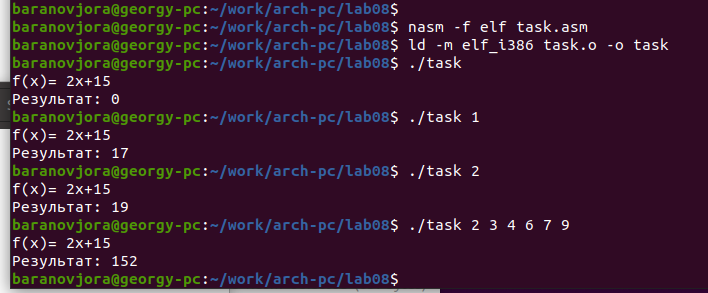 baranovjora@georgy-pc:~/work/arch-pc/lab08$
baranovjora@georgy-pc:~/work/arch-pc/lab08$ nasm -f elf task.asm
baranovjora@georgy-pc:~/work/arch-pc/lab08$ ld -m elf_i386 task.o -o task
baranovjora@georgy-pc:~/work/arch-pc/lab08$ ./task
f(x)= 2x+15
Результат: 0
baranovjora@georgy-pc:~/work/arch-pc/lab08$ ./task 1
f(x)= 2x+15
Результат: 17
baranovjora@georgy-pc:~/work/arch-pc/lab08$ ./task 2
f(x)= 2x+15
Результат: 19
baranovjora@georgy-pc:~/work/arch-pc/lab08$ ./task 2 3 4 6 7 9
f(x)= 2x+15
Результат: 152
baranovjora@georgy-pc:~/work/arch-pc/lab08$